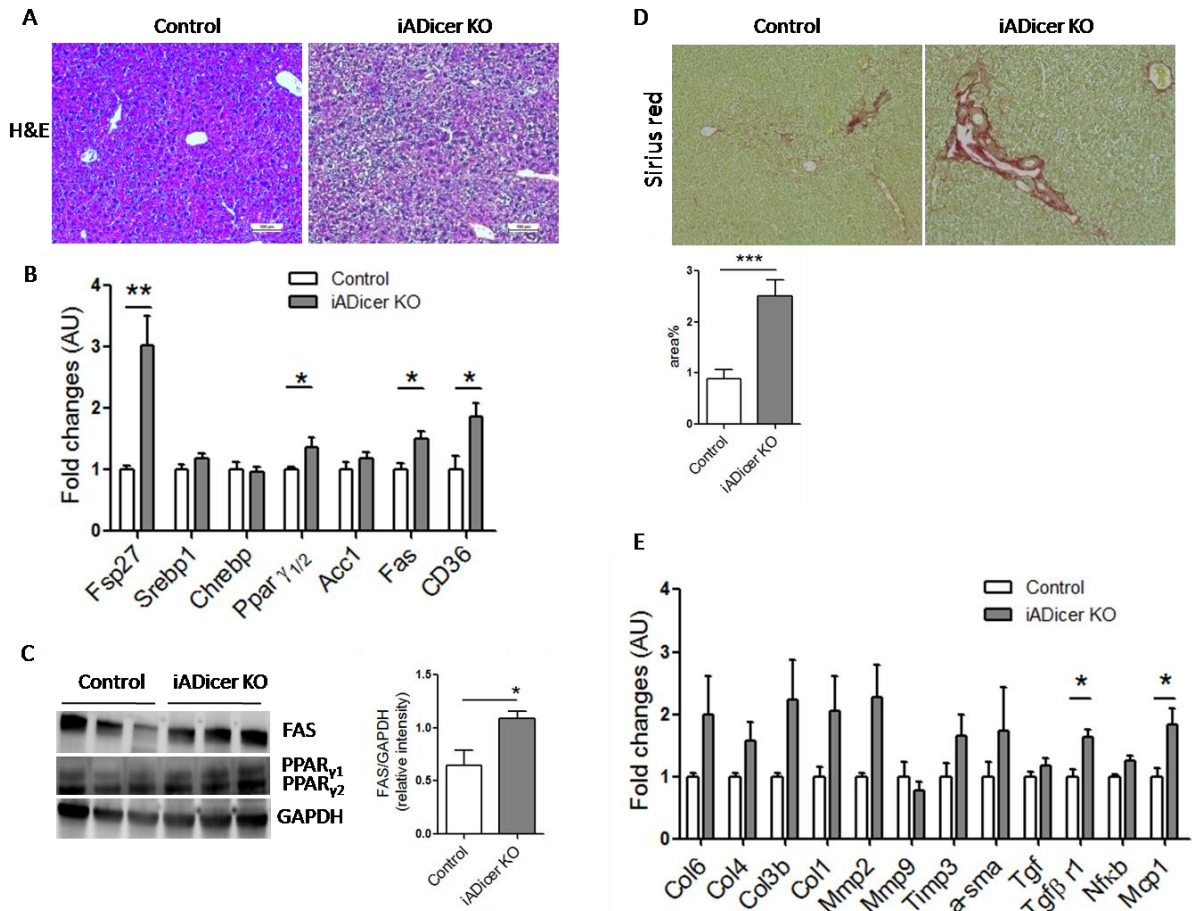 A
Control
iADicer KO
H&E
B
Control
iADicer KO
Fold changes (AU)
4
3
2
1
0
**
*
*
*
Fsp27
Srebp1
Chrebp
Ppar γ1/2
Acc1
Fas
CD36
C
Control
iADicer KO
FAS
PPARγ1
PPARγ2
GAPDH
FAS/GAPDH
(relative intensity)
1.5
1.0
0.5
0.0
*
Control
iADicer KO
D
Control
iADicer KO
Sirius red
area%
3
2
1
0
***
Control
iADicer KO
E
Control
iADicer KO
Fold changes (AU)
4
3
2
1
0
*
*
Col6
Col4
Col3b
Col1
Mmp2
Mmp9
Timp3
a-sma
Tgf
Tgfβ r1
Nfκb
Mcp1